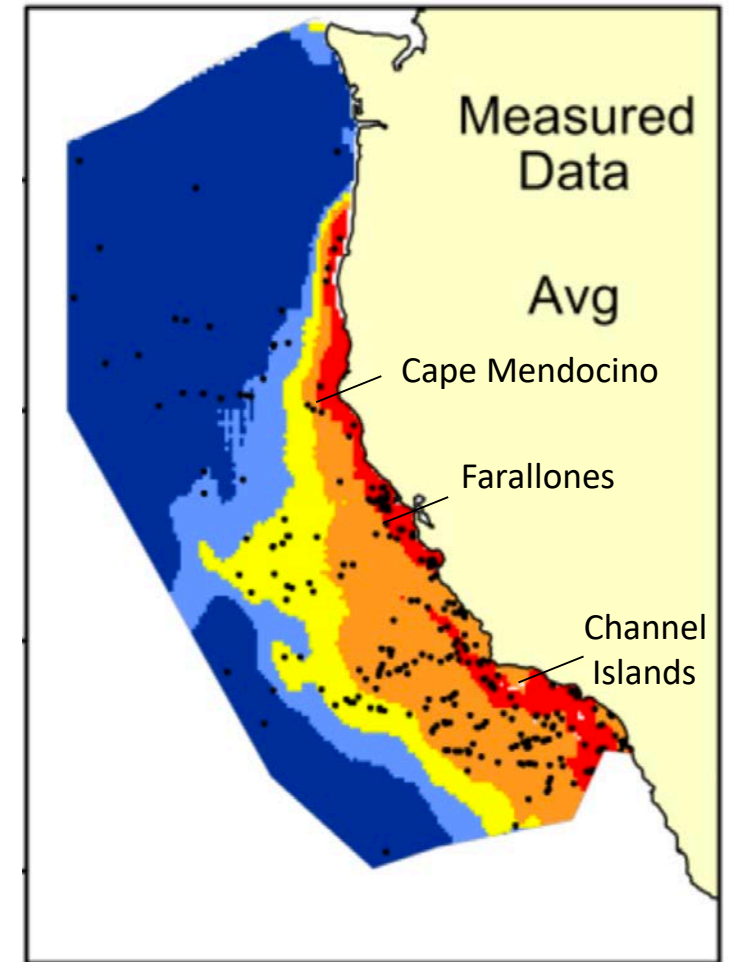 Measured
Data
Avg
Cape Mendocino
Farallones
Channel
Islands